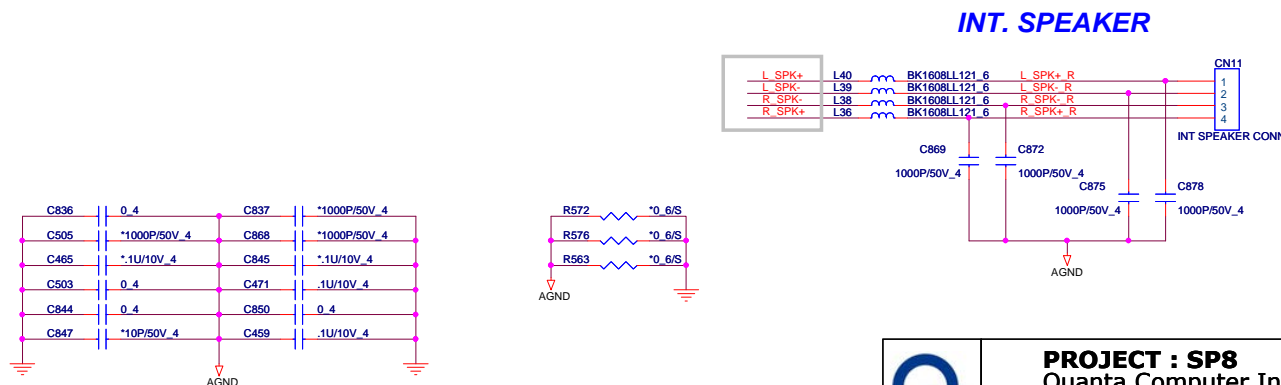 INT. SPEAKER
CN11
L_SPK+ L40 BK1608LL121_6 L_SPK+_R 1
L_SPK- L39 BK1608LL121_6 L_SPK-_R 2
R_SPK- L38 BK1608LL121_6 R_SPK-_R 3
R_SPK+ L36 BK1608LL121_6 R_SPK+_R 4
INT SPEAKER CONN
C869 C872
1000P/50V_4 1000P/50V_4
C875 C878
1000P/50V_4 1000P/50V_4
AGND
C836 0_4 C837 *1000P/50V_4
C505 *1000P/50V_4 C868 *1000P/50V_4
C465 *.1U/10V_4 C845 *.1U/10V_4
C503 0_4 C471 .1U/10V_4
C844 0_4 C850 0_4
C847 *10P/50V_4 C459 .1U/10V_4
AGND
R572 *0_6/S
R576 *0_6/S
R563 *0_6/S
AGND
PROJECT : SP8
Quanta Computer In